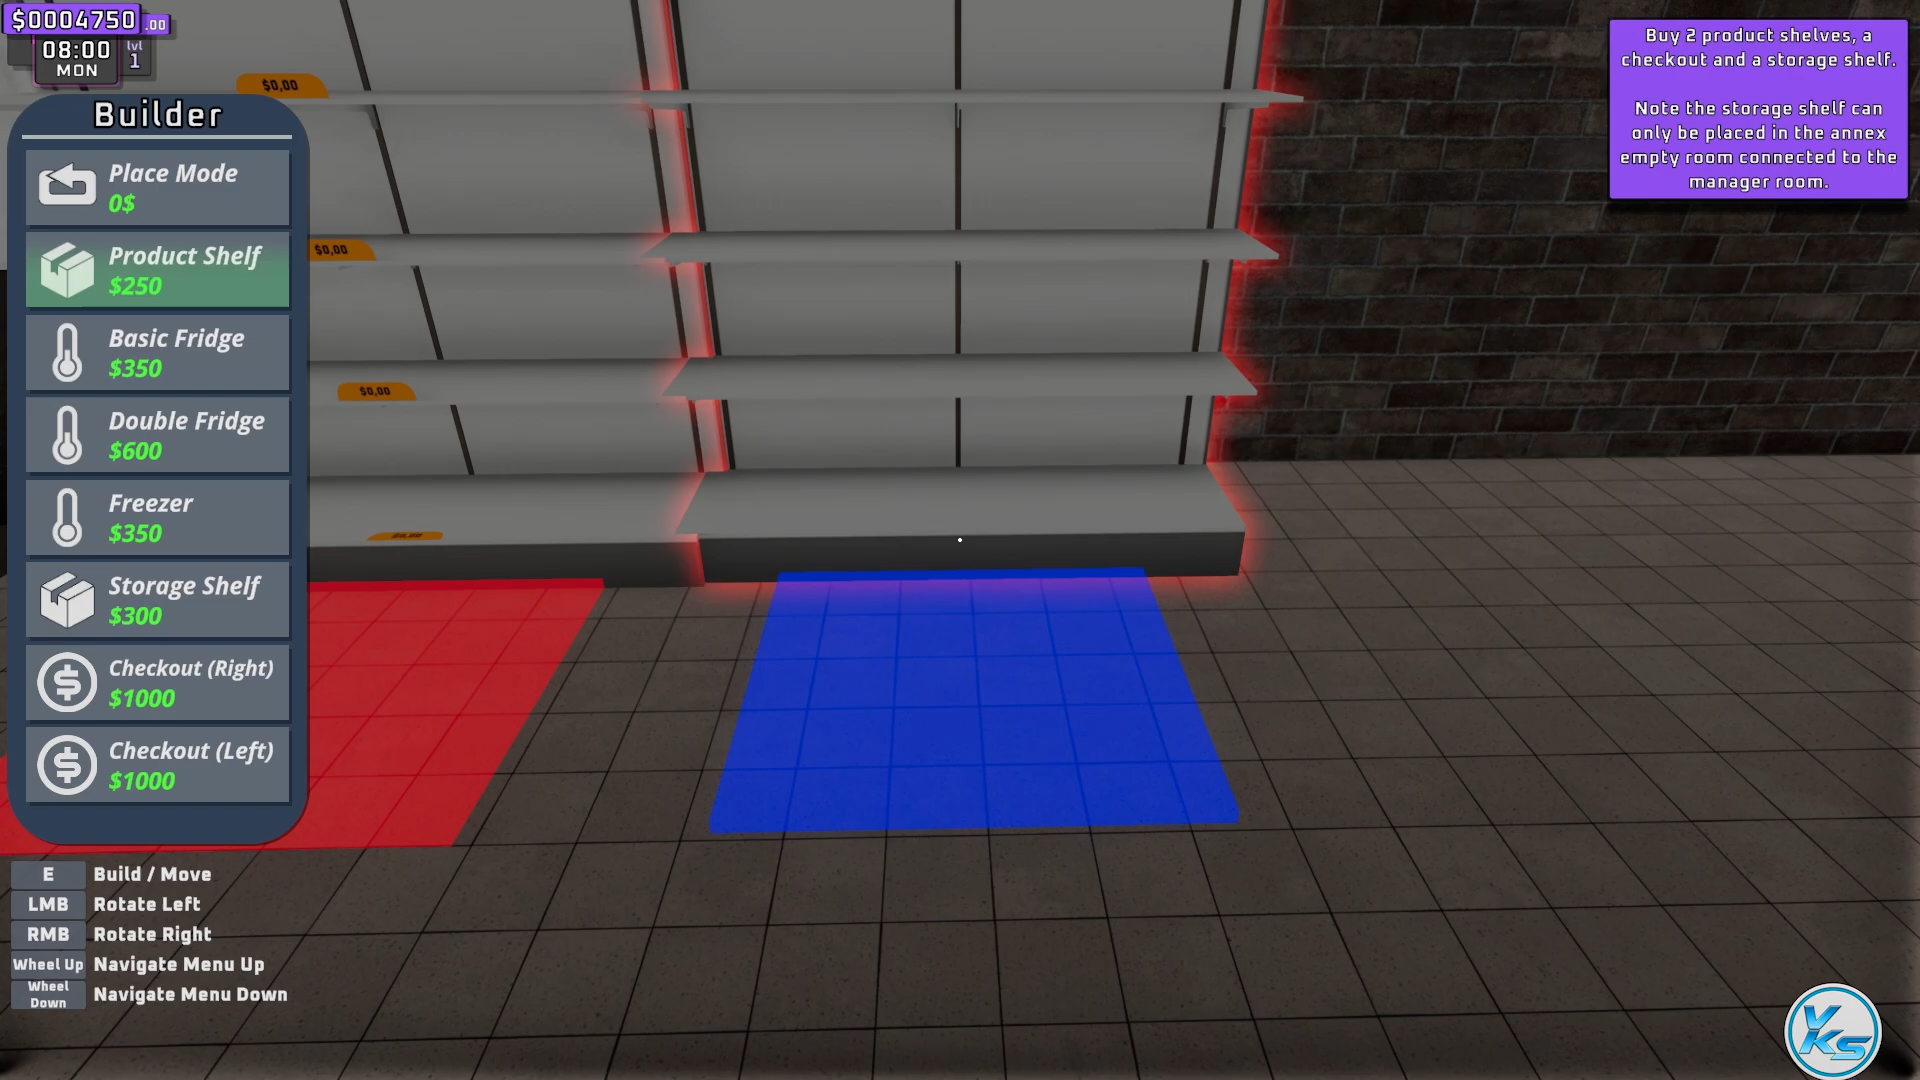 $0004750.00
08:00
MON
lvl
1
Builder
Place Mode
0$
Product Shelf
$250
Basic Fridge
$350
Double Fridge
$600
Freezer
$350
Storage Shelf
$300
Checkout (Right)
$1000
Checkout (Left)
$1000
E Build / Move
LMB Rotate Left
RMB Rotate Right
Wheel Up Navigate Menu Up
Wheel Down Navigate Menu Down
$0,00
$0,00
$0,00
$0,00
Buy 2 product shelves, a
checkout and a storage shelf.
Note the storage shelf can
only be placed in the annex
empty room connected to the
manager room.
VKS